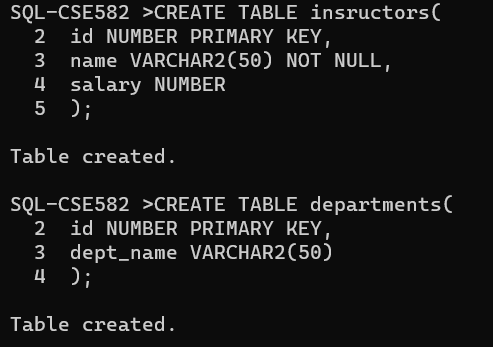 SQL-CSE582 >CREATE TABLE insructors(
  2  id NUMBER PRIMARY KEY,
  3  name VARCHAR2(50) NOT NULL,
  4  salary NUMBER
  5  );
Table created.
SQL-CSE582 >CREATE TABLE departments(
  2  id NUMBER PRIMARY KEY,
  3  dept_name VARCHAR2(50)
  4  );
Table created.